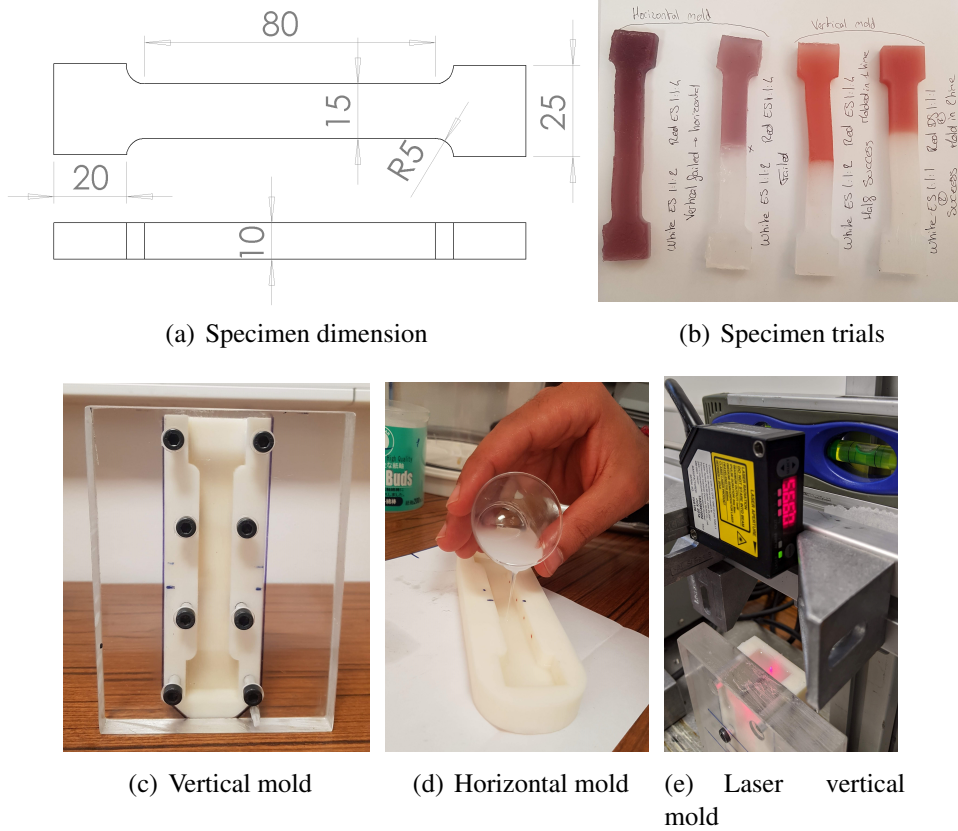 80
15
25
R5
20
10
(a) Specimen dimension
Horizontal mold
Vertical mold
White ES 1:1:2 Red ES 1:1:4
Vertical failed → horizontal
White ES 1:1:2 Red ES 1:1:4
Failed
White ES 1:1:2 Red ES 1:1:4
Half Success
White ES 1:1:1 Red ES 1:1:1
Success
(b) Specimen trials
Buds
(c) Vertical mold
(d) Horizontal mold
(e) Laser vertical
mold